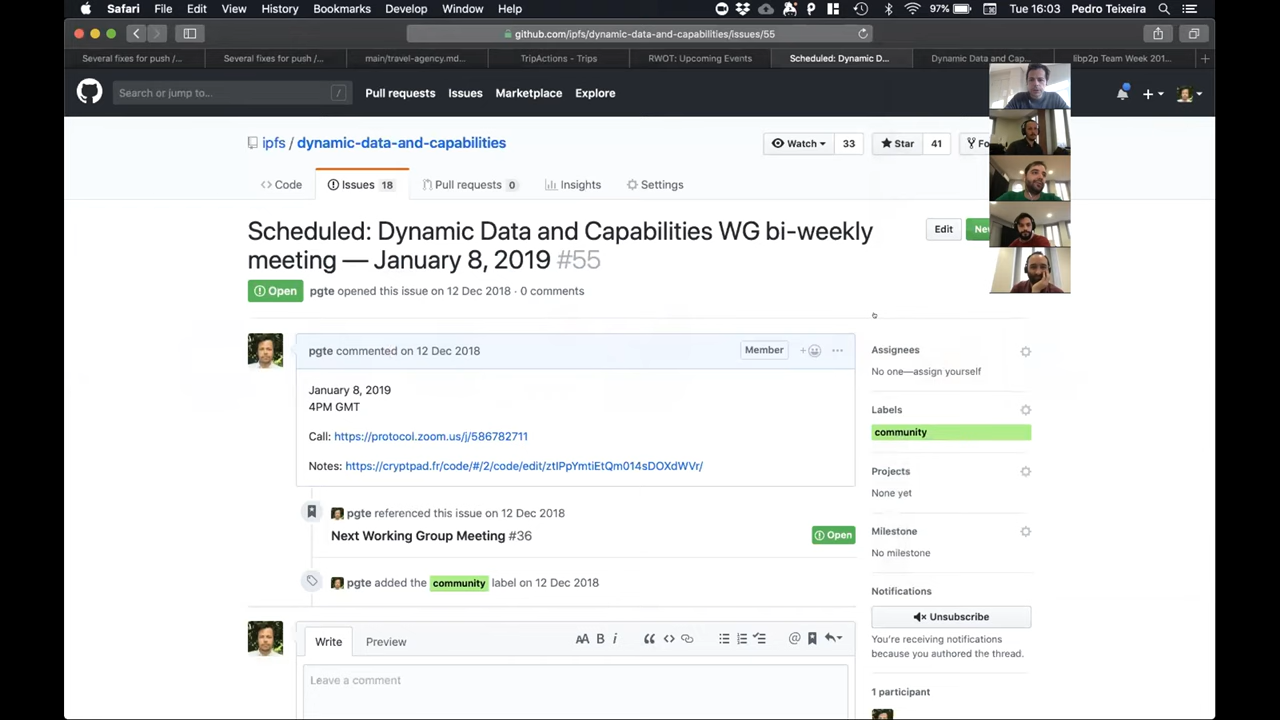 Safari File Edit View History Bookmarks Develop Window Help 97% Tue 16:03 Pedro Teixeira
github.com/ipfs/dynamic-data-and-capabilities/issues/55
Several fixes for push /... Several fixes for push /... main/travel-agency.md... TripActions - Trips RWOT: Upcoming Events Scheduled: Dynamic D... Dynamic Data and Cap... libp2p Team Week 201...
Search or jump to... / Pull requests Issues Marketplace Explore
ipfs / dynamic-data-and-capabilities Watch 33 Star 41 Fo
Code Issues 18 Pull requests 0 Insights Settings
Scheduled: Dynamic Data and Capabilities WG bi-weekly
meeting — January 8, 2019 #55
Edit Ne
Open pgte opened this issue on 12 Dec 2018 · 0 comments
pgte commented on 12 Dec 2018 Member
January 8, 2019
4PM GMT
Call: https://protocol.zoom.us/j/586782711
Notes: https://cryptpad.fr/code/#/2/code/edit/ztIPpYmtiEtQm014sDOXdWVr/
pgte referenced this issue on 12 Dec 2018
Next Working Group Meeting #36 Open
pgte added the community label on 12 Dec 2018
Write Preview AA B i
Leave a comment
Assignees
No one—assign yourself
Labels
community
Projects
None yet
Milestone
No milestone
Notifications
Unsubscribe
You're receiving notifications
because you authored the thread.
1 participant